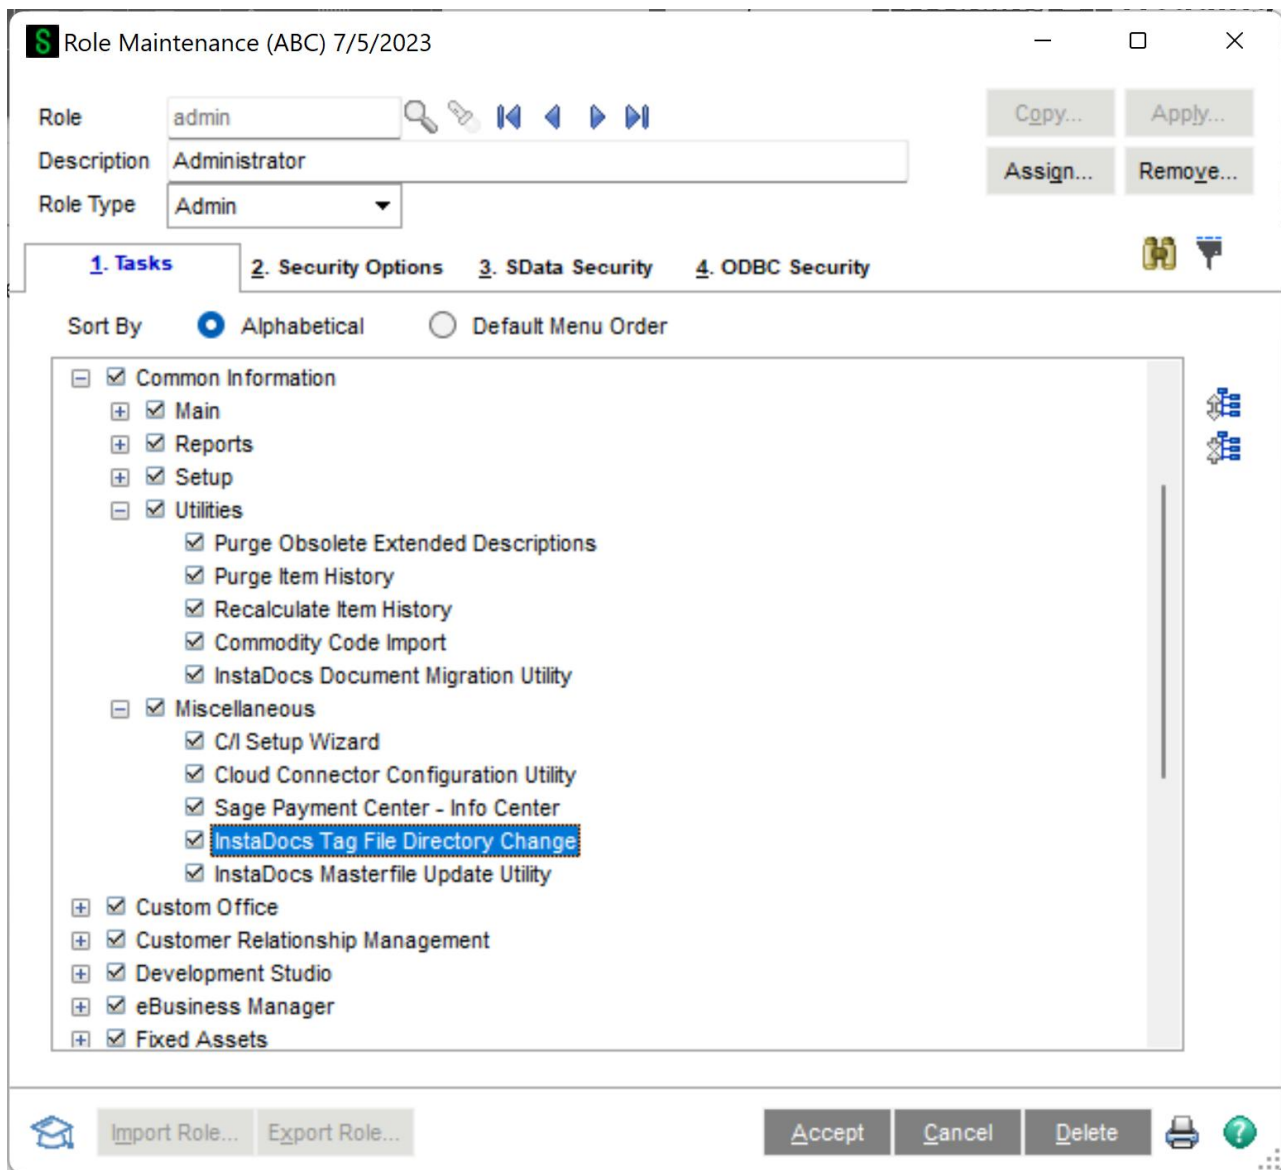 S Role Maintenance (ABC) 7/5/2023
Role admin Copy... Apply...
Description Administrator Assign... Remove...
Role Type Admin
1. Tasks 2. Security Options 3. SData Security 4. ODBC Security
Sort By Alphabetical Default Menu Order
Common Information
Main
Reports
Setup
Utilities
Purge Obsolete Extended Descriptions
Purge Item History
Recalculate Item History
Commodity Code Import
InstaDocs Document Migration Utility
Miscellaneous
C/I Setup Wizard
Cloud Connector Configuration Utility
Sage Payment Center - Info Center
InstaDocs Tag File Directory Change
InstaDocs Masterfile Update Utility
Custom Office
Customer Relationship Management
Development Studio
eBusiness Manager
Fixed Assets
Import Role... Export Role... Accept Cancel Delete ?